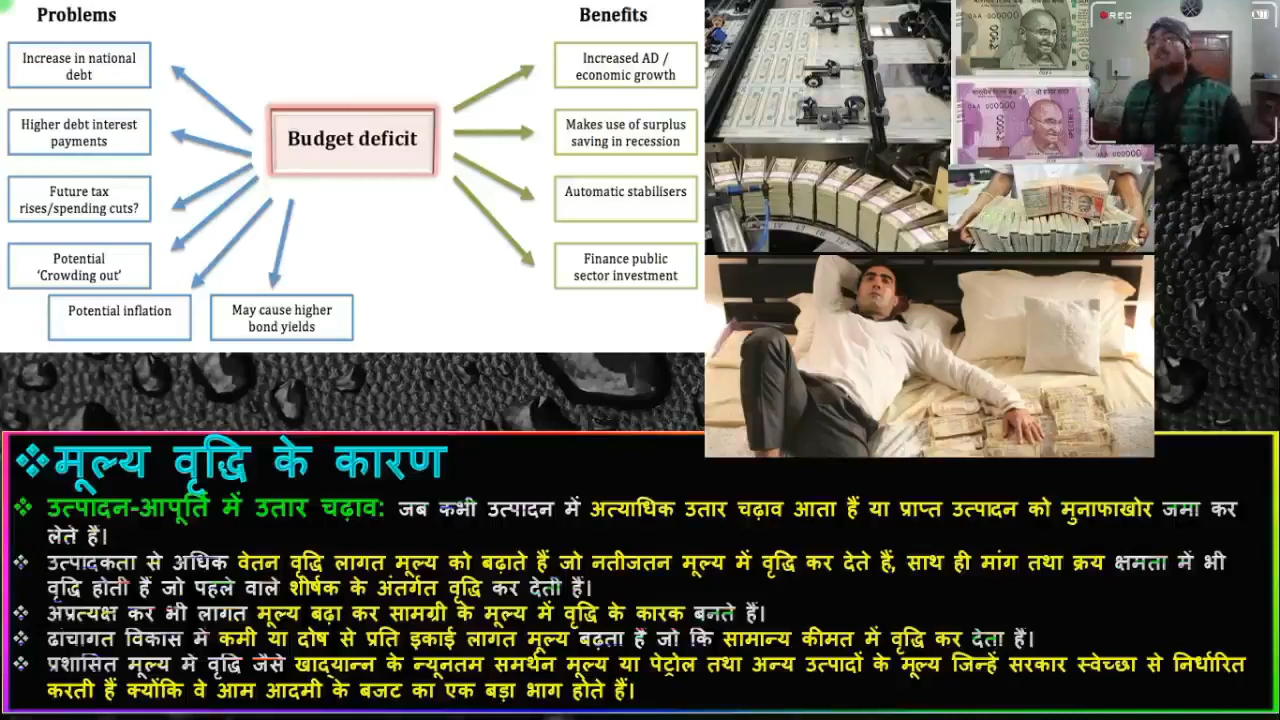 Problems
Benefits
Increase in national
debt
Higher debt interest
payments
Future tax
rises/spending cuts?
Potential
‘Crowding out’
Potential inflation
May cause higher
bond yields
Budget deficit
Increased AD /
economic growth
Makes use of surplus
saving in recession
Automatic stabilisers
Finance public
sector investment
REC
0AA 000000
0AA 000000
❖मूल्य वृद्धि के कारण
❖ उत्पादन-आपूर्ति में उतार चढ़ाव: जब कभी उत्पादन में अत्याधिक उतार चढ़ाव आता हैं या प्राप्त उत्पादन को मुनाफाखोर जमा कर
लेते हैं।
❖ उत्पादकता से अधिक वेतन वृद्धि लागत मूल्य को बढ़ाते हैं जो नतीजतन मूल्य में वृद्धि कर देते हैं, साथ ही मांग तथा क्रय क्षमता में भी
वृद्धि होती हैं जो पहले वाले शीर्षक के अंतर्गत वृद्धि कर देती हैं।
❖ अप्रत्यक्ष कर भी लागत मूल्य बढ़ा कर सामग्री के मूल्य में वृद्धि के कारक बनते हैं।
❖ ढांचागत विकास में कमी या दोष से प्रति इकाई लागत मूल्य बढ़ता हैं जो कि सामान्य कीमत में वृद्धि कर देता हैं।
❖ प्रशासित मूल्य मे वृद्धि जैसे खाद्यान्न के न्यूनतम समर्थन मूल्य या पेट्रोल तथा अन्य उत्पादों के मूल्य जिन्हें सरकार स्वेच्छा से निर्धारित
करती हैं क्योंकि वे आम आदमी के बजट का एक बड़ा भाग होते हैं।